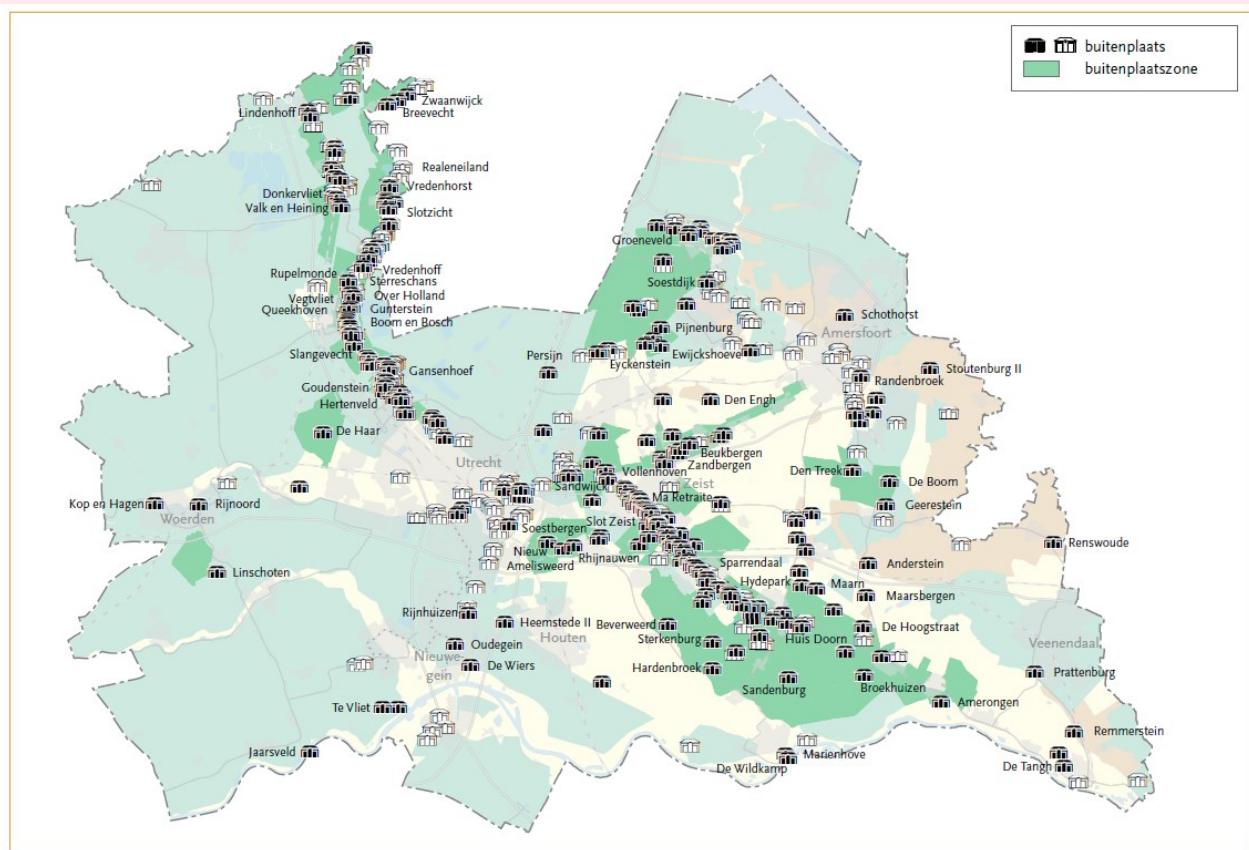 buitenplaats
buitenplaatszone
Zwaanwijck
Breevecht
Lindenhoff
Realeneiland
Vredenhorst
Donkervliet
Valk en Heining
Slotzicht
Groeneveld
Rupelmonde
Vredenhoff
Sterreschans
Soestdijk
Vegtvliet
Over Holland
Queekhoven
Gunterstein
Boom en Bosch
Schothorst
Pijnenburg
Amersfoort
Slangevecht
Persijn
Ewijckshoeve
Eyckenstein
Gansenhoef
Stoutenburg II
Randenbroek
Goudenstein
Hertenveld
Den Engh
De Haar
Beukbergen
Utrecht
Zandbergen
Vollenhoven
Den Treek
Zeist
De Boom
Sandwijck
Ma Retraite
Kop en Hagen
Rijnoord
Geerestein
Woerden
Soestbergen
Slot Zeist
Renswoude
Nieuw
Amelisweerd
Rhijnauwen
Sparrendaal
Anderstein
Linschoten
Hydepark
Maarn
Maarsbergen
Rijnhuizen
Heemstede II
Beverweerd
De Hoogstraat
Houten
Sterkenburg
Huis Doorn
Veenendaal
Oudegein
Nieuwe-
gein
De Wiers
Hardenbroek
Prattenburg
Sandenburg
Broekhuizen
Amerongen
Te Vliet
Remmerstein
Jaarsveld
Marienhove
De Wildkamp
De Tangh